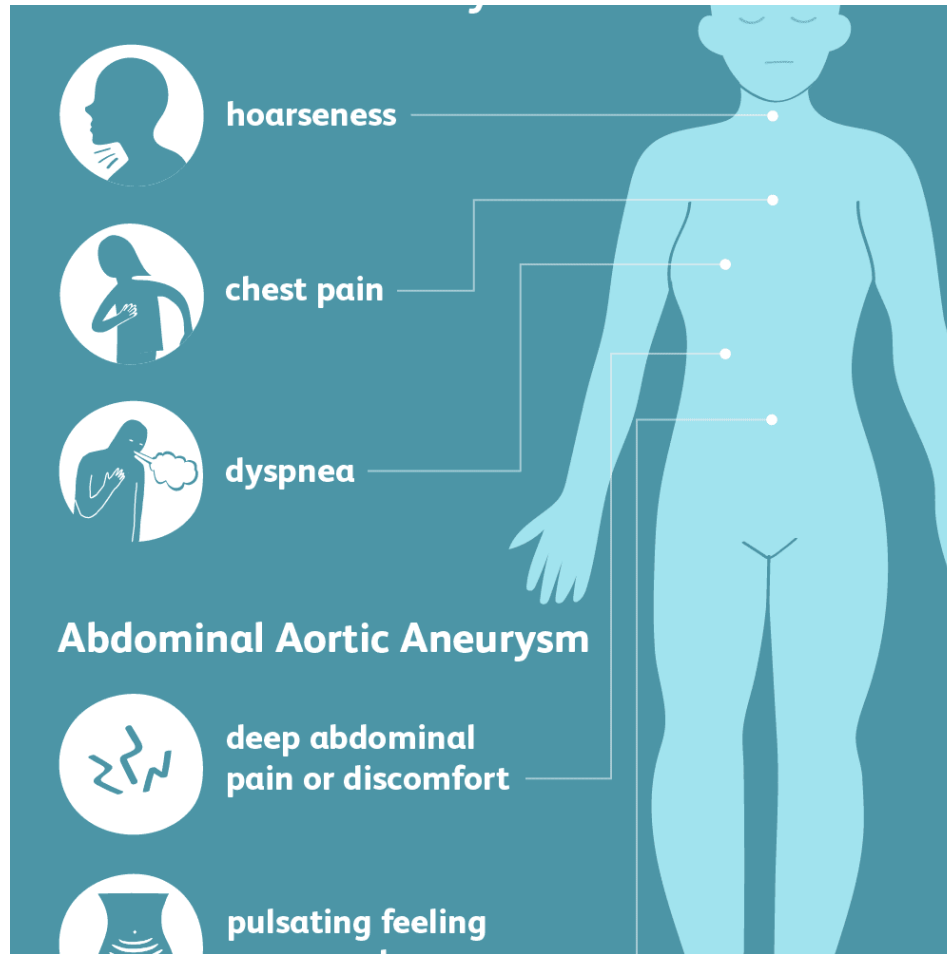 hoarseness
chest pain
dyspnea
Abdominal Aortic Aneurysm
deep abdominal
pain or discomfort
pulsating feeling